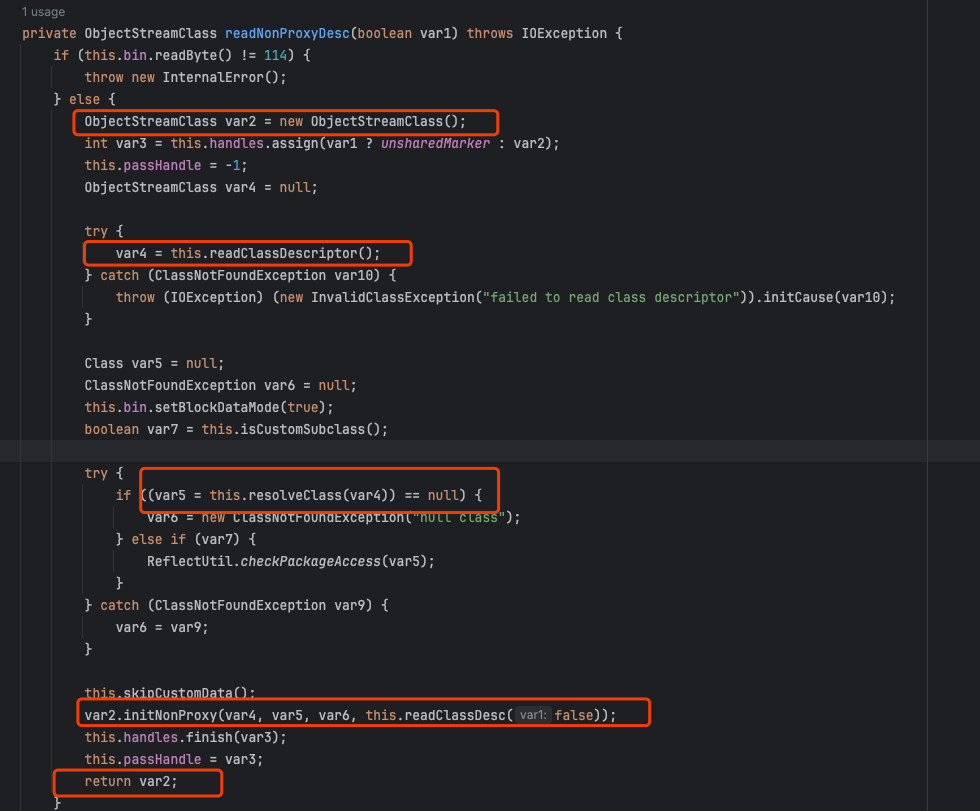 1 usage
private ObjectStreamClass readNonProxyDesc(boolean var1) throws IOException {
if (this.bin.readByte() != 114) {
throw new InternalError();
} else {
ObjectStreamClass var2 = new ObjectStreamClass();
int var3 = this.handles.assign(var1 ? unsharedMarker : var2);
this.passHandle = -1;
ObjectStreamClass var4 = null;
try {
var4 = this.readClassDescriptor();
} catch (ClassNotFoundException var10) {
throw (IOException) (new InvalidClassException("failed to read class descriptor")).initCause(var10);
}
Class var5 = null;
ClassNotFoundException var6 = null;
this.bin.setBlockDataMode(true);
boolean var7 = this.isCustomSubclass();
try {
if ((var5 = this.resolveClass(var4)) == null) {
var6 = new ClassNotFoundException("null class");
} else if (var7) {
ReflectUtil.checkPackageAccess(var5);
}
} catch (ClassNotFoundException var9) {
var6 = var9;
}
this.skipCustomData();
var2.initNonProxy(var4, var5, var6, this.readClassDesc( var1: false));
this.handles.finish(var3);
this.passHandle = var3;
return var2;
}